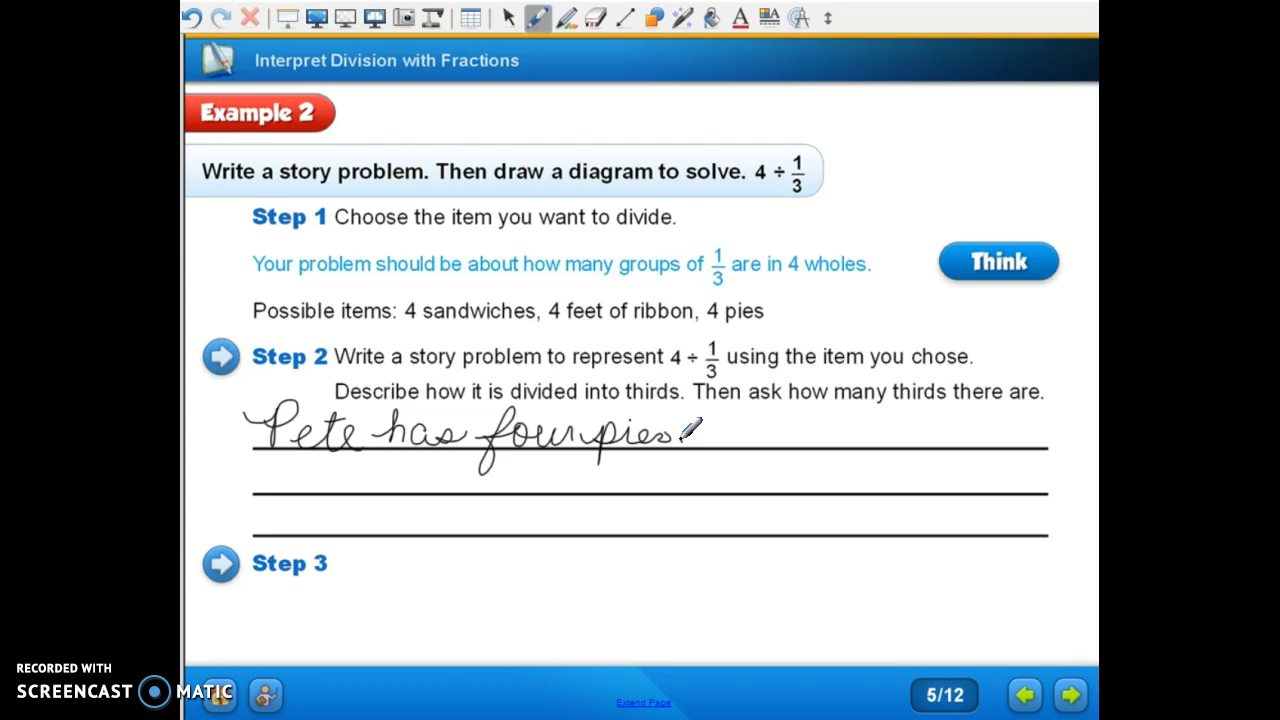 Interpret Division with Fractions
Example 2
Write a story problem. Then draw a diagram to solve. 4 ÷ 1/3
Step 1 Choose the item you want to divide.
Your problem should be about how many groups of 1/3 are in 4 wholes.
Think
Possible items: 4 sandwiches, 4 feet of ribbon, 4 pies
Step 2 Write a story problem to represent 4 ÷ 1/3 using the item you chose.
Describe how it is divided into thirds. Then ask how many thirds there are.
Pete has four pies
Step 3
RECORDED WITH
SCREENCAST MATIC
Extend Page
5/12